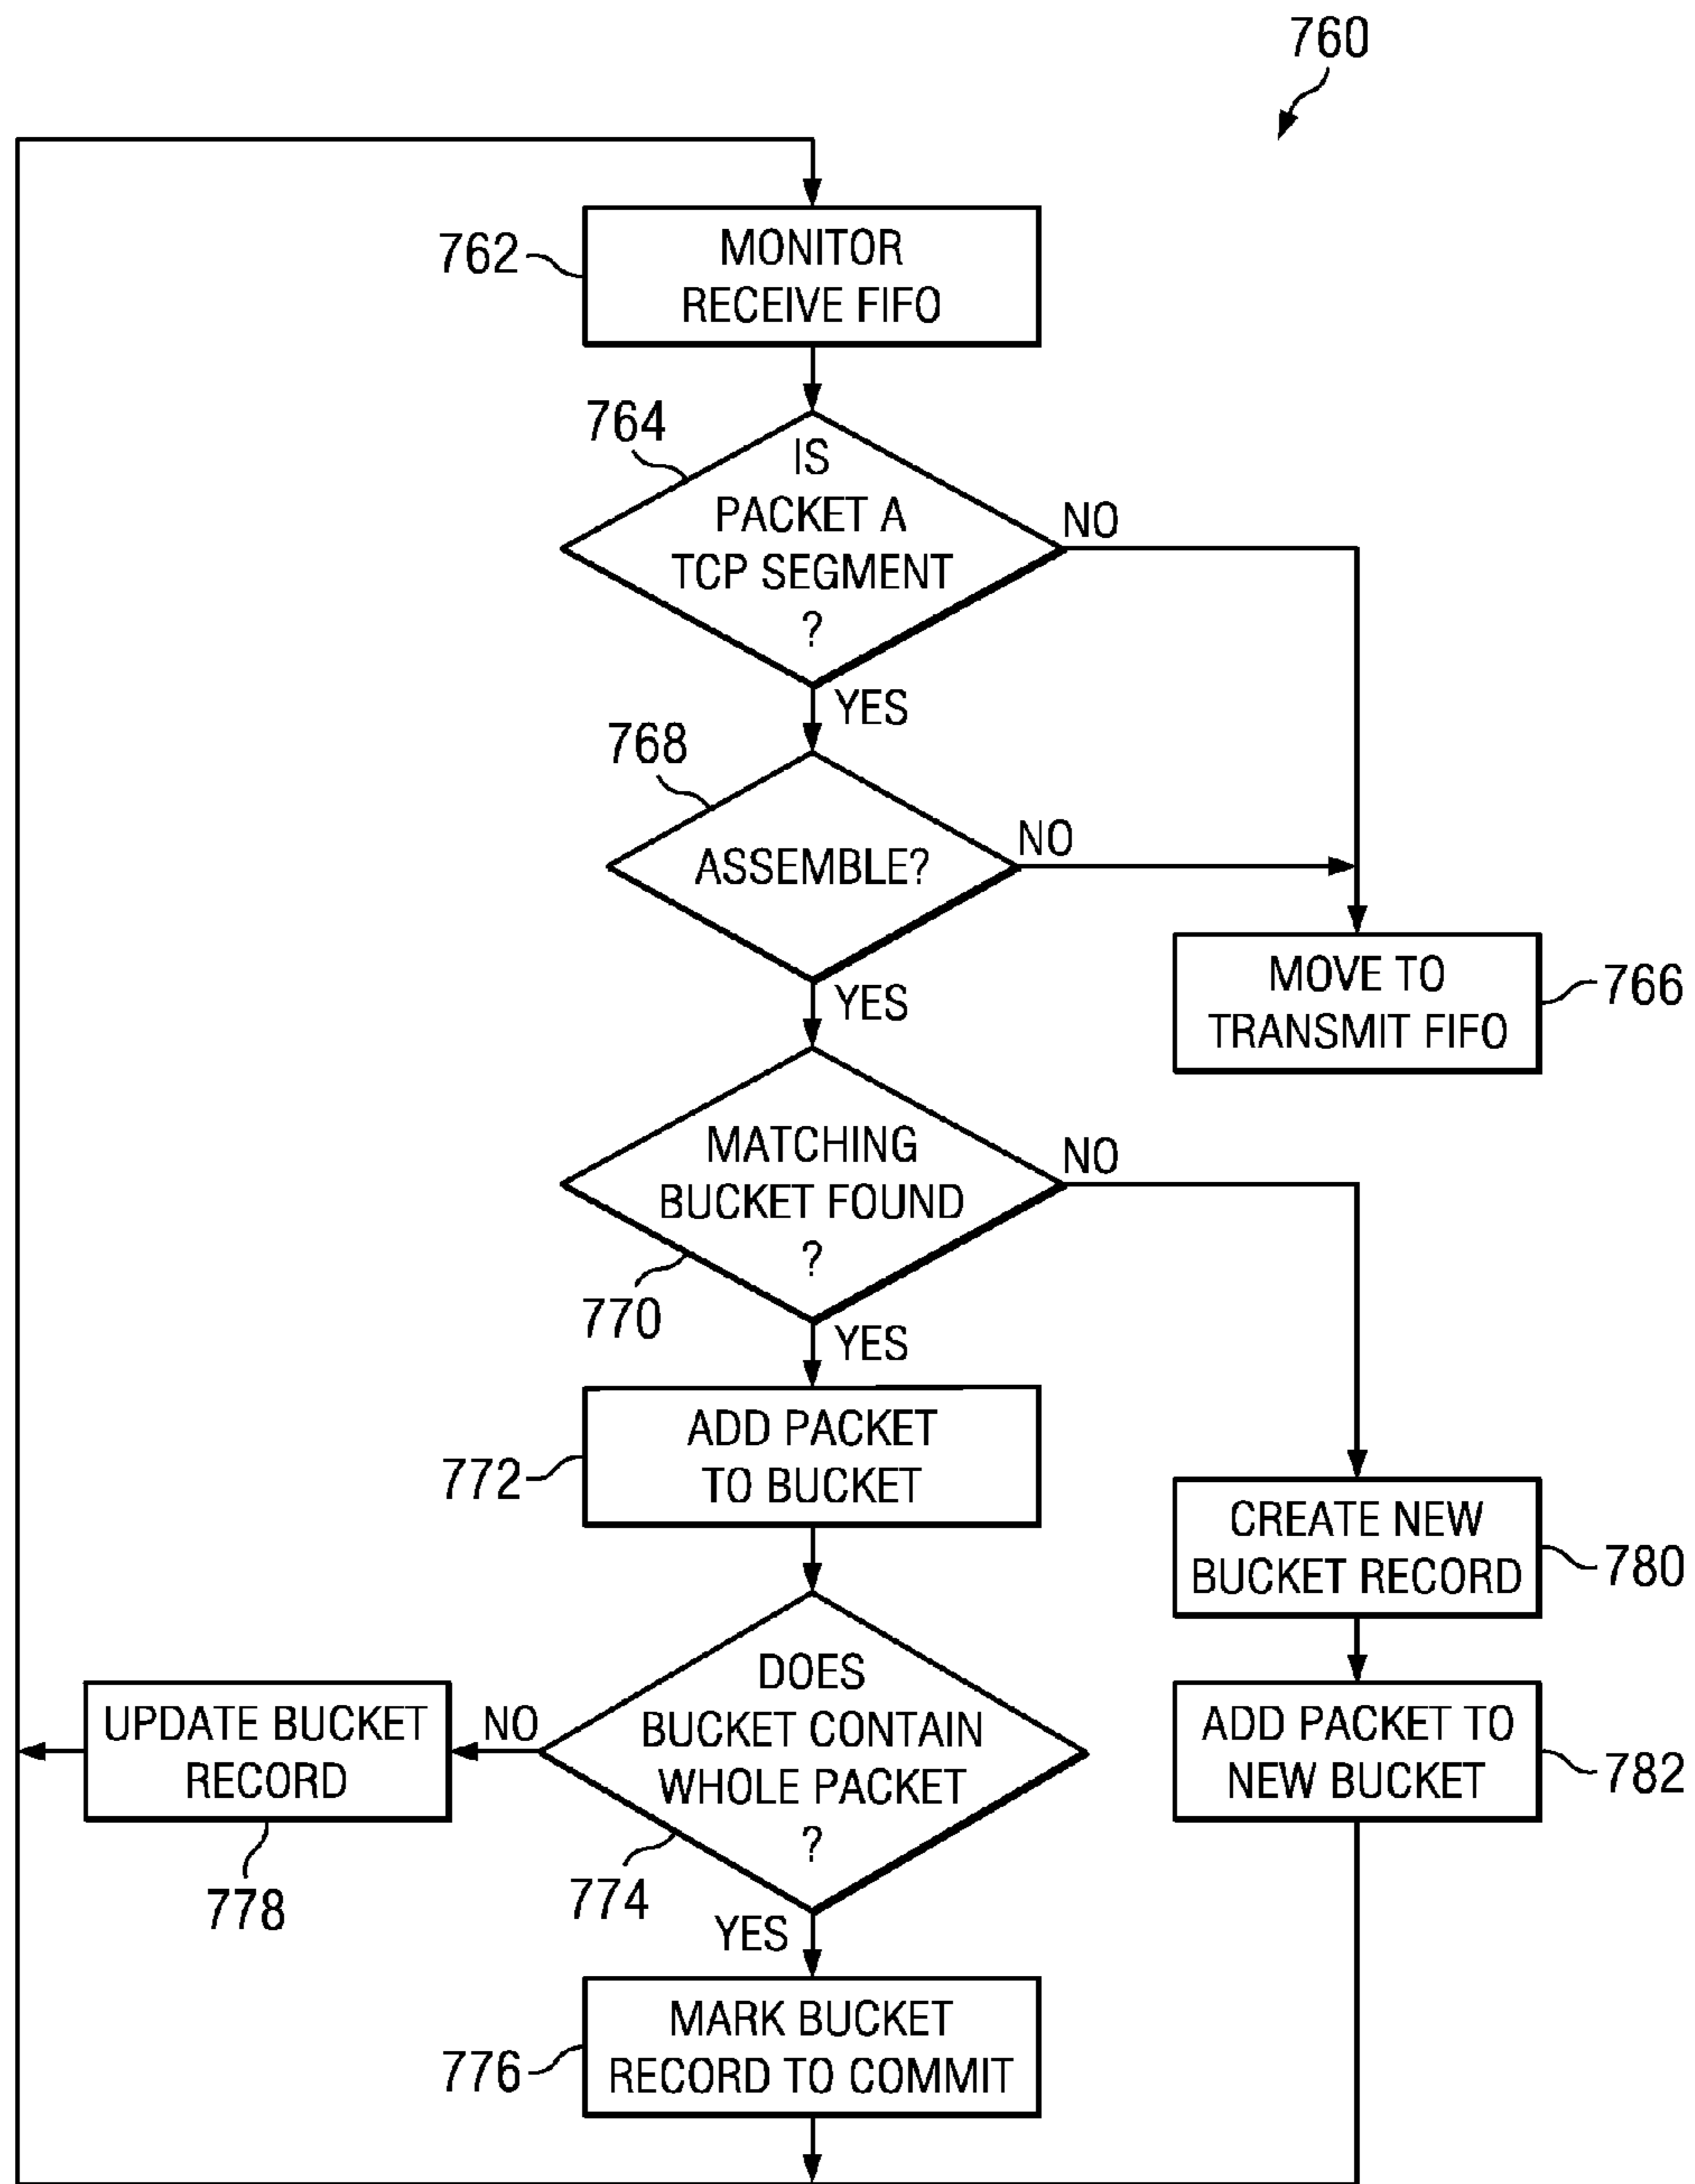 760
762
MONITOR
RECEIVE FIFO
764
IS
PACKET A
TCP SEGMENT
?
NO
YES
768
ASSEMBLE?
NO
YES
MOVE TO
TRANSMIT FIFO
766
MATCHING
BUCKET FOUND
?
NO
770
YES
772
ADD PACKET
TO BUCKET
CREATE NEW
BUCKET RECORD
780
DOES
BUCKET CONTAIN
WHOLE PACKET
?
NO
UPDATE BUCKET
RECORD
778
774
ADD PACKET TO
NEW BUCKET
782
YES
776
MARK BUCKET
RECORD TO COMMIT